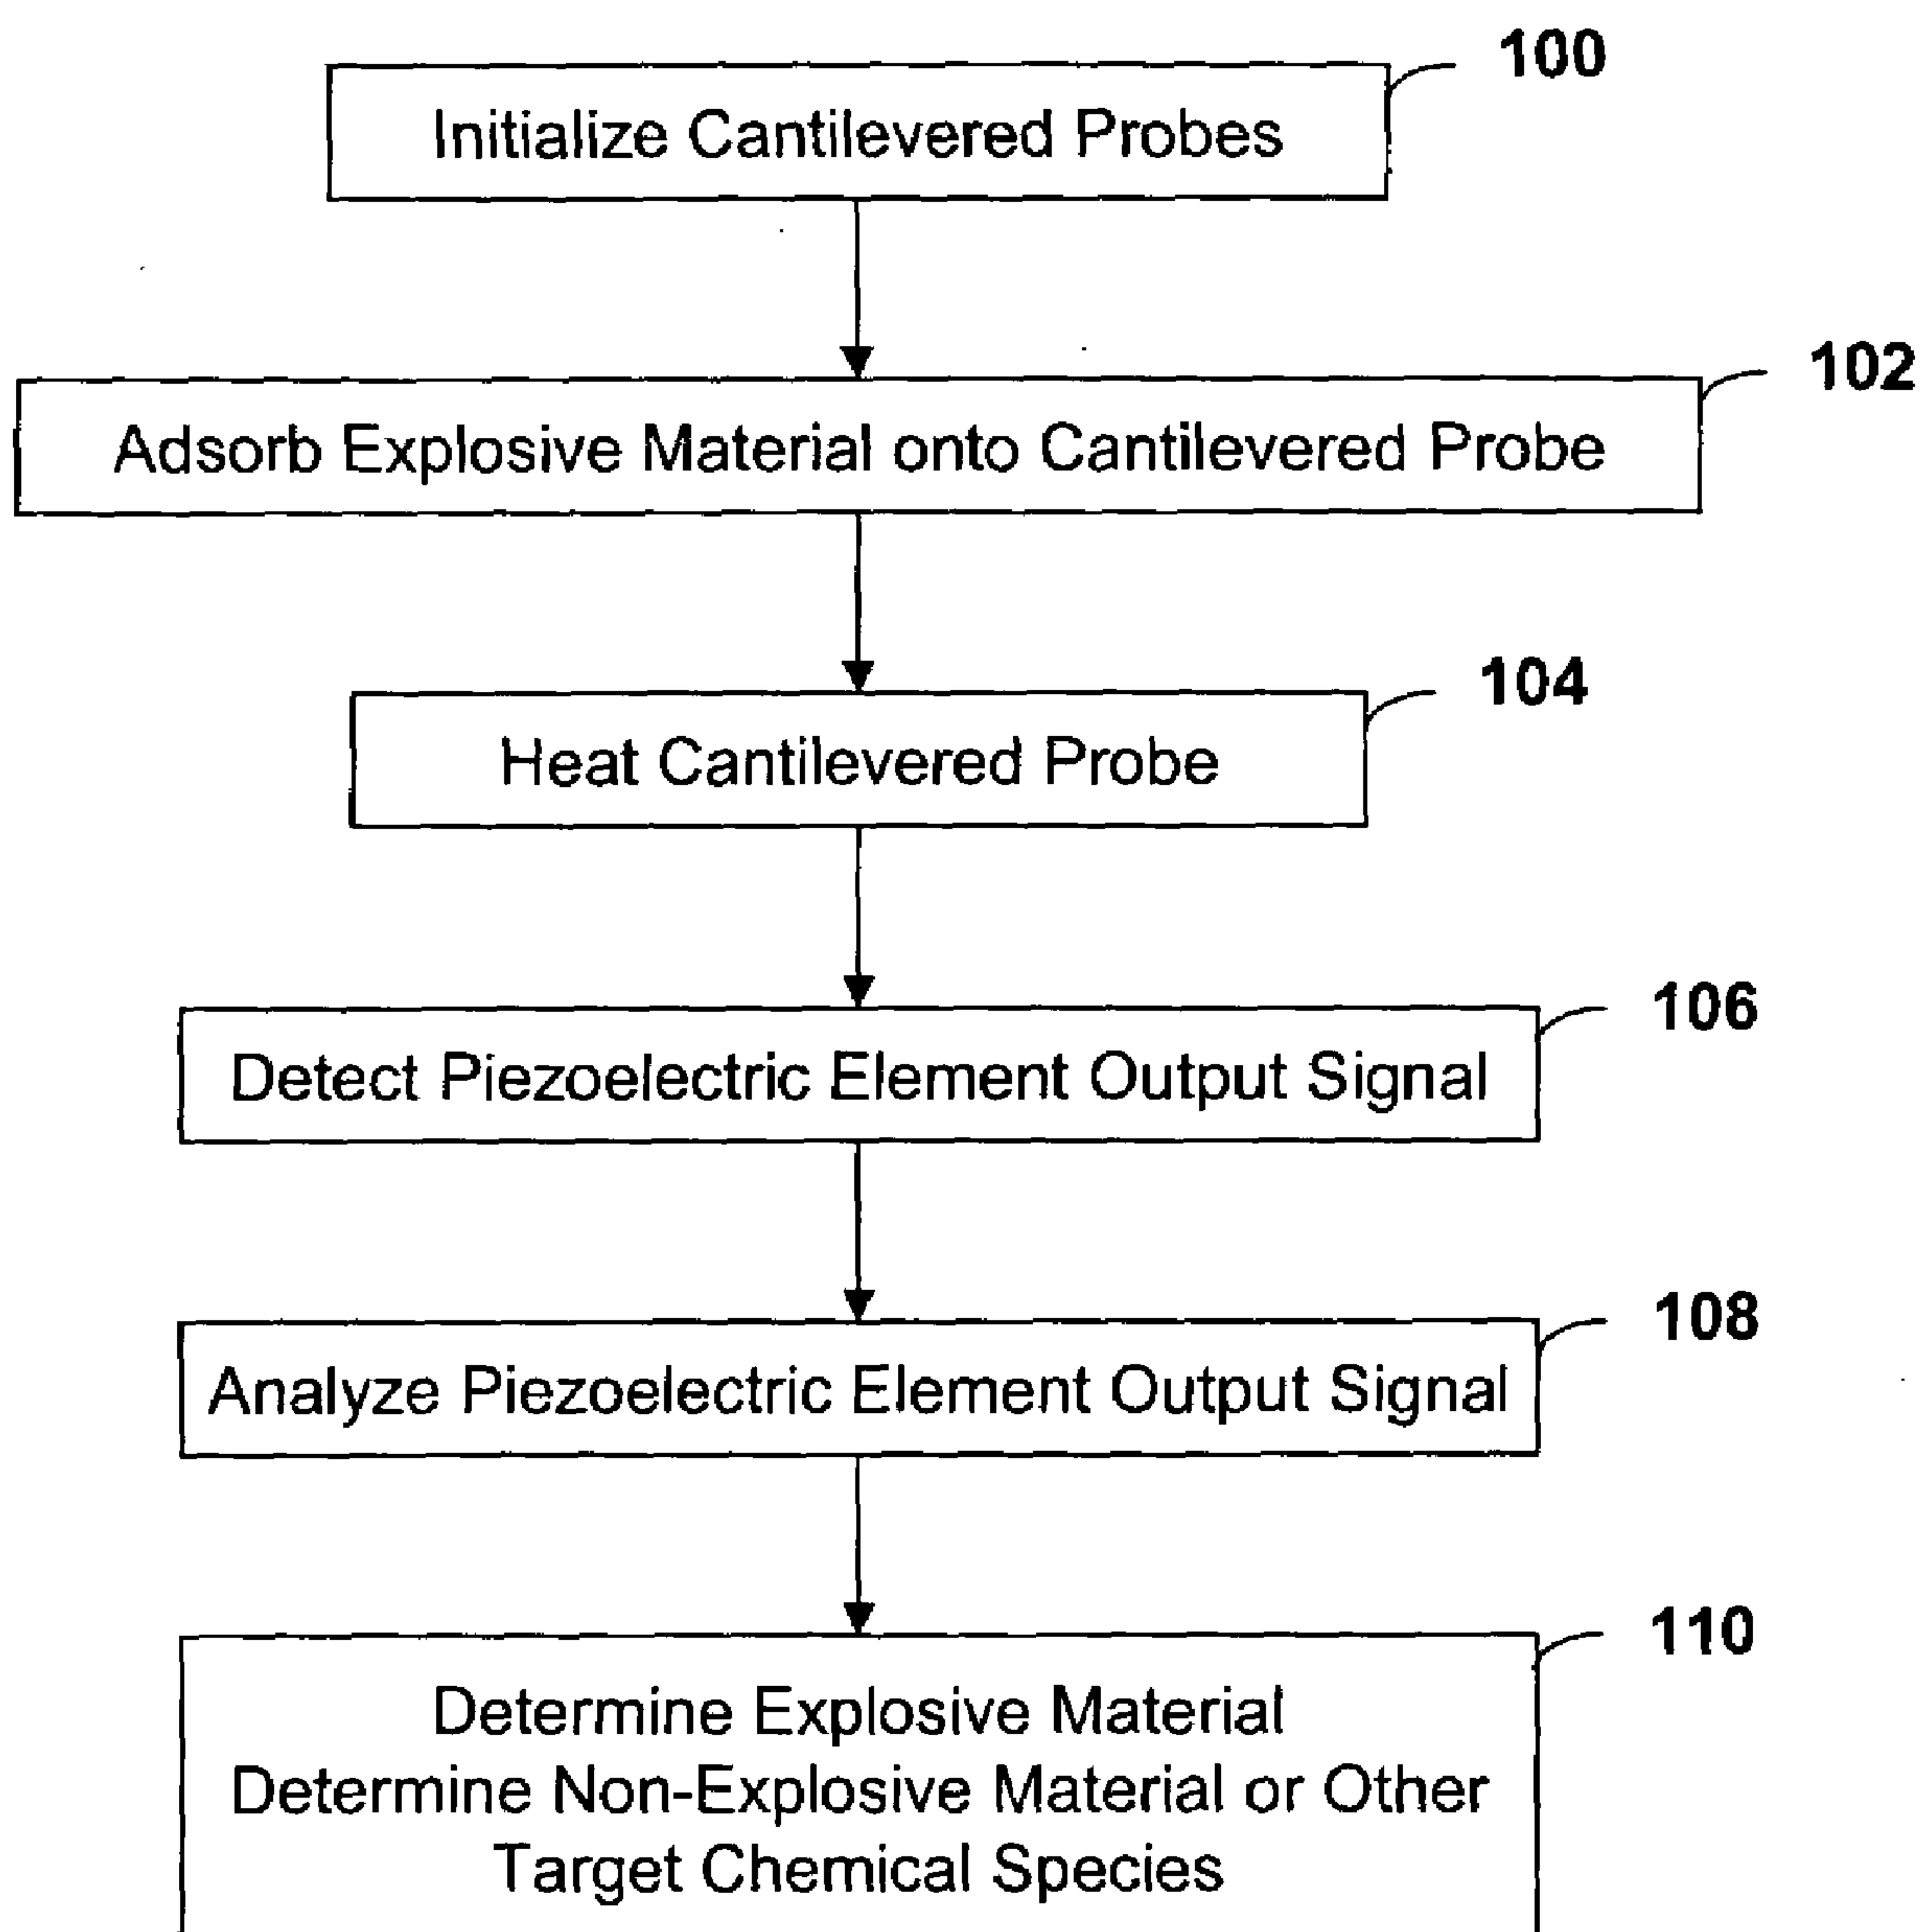 100
Initialize Cantilevered Probes
102
Adsorb Explosive Material onto Cantilevered Probe
104
Heat Cantilevered Probe
106
Detect Piezoelectric Element Output Signal
108
Analyze Piezoelectric Element Output Signal
110
Determine Explosive Material
Determine Non-Explosive Material or Other
Target Chemical Species